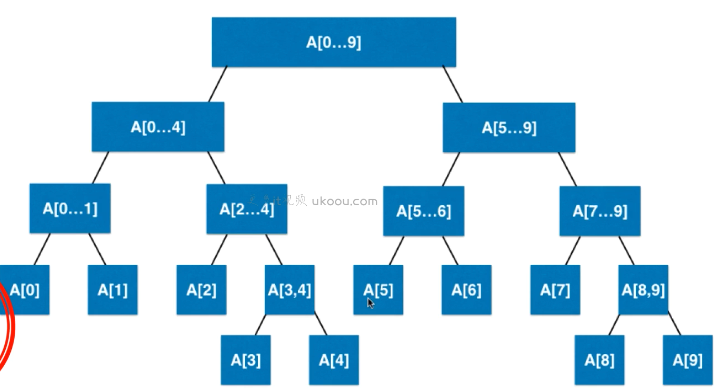 A[0...9]
A[0...4]
A[5...9]
A[0...1]
A[2...4]
ukoou.com
A[5...6]
A[7...9]
A[0]
A[1]
A[2]
A[3,4]
A[5]
A[6]
A[7]
A[8,9]
A[3]
A[4]
A[8]
A[9]